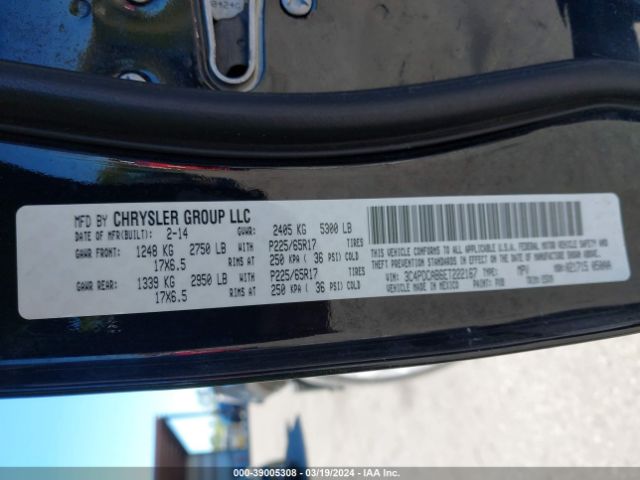 MFD BY CHRYSLER GROUP LLC
DATE OF MFR(BUILT): 2-14 GVWR: 2405 KG 5300 LB
GAWR FRONT: 1248 KG 2750 LB WITH P225/65R17 TIRES
17X6.5 RIMS AT 250 KPA ( 36 PSI) COLD
GAWR REAR: 1339 KG 2950 LB WITH P225/65R17 TIRES
17X6.5 RIMS AT 250 KPA ( 36 PSI) COLD
THIS VEHICLE CONFORMS TO ALL APPLICABLE U.S.A. FEDERAL MOTOR VEHICLE SAFETY, BUMPER AND THEFT PREVENTION STANDARDS IN EFFECT ON THE DATE OF MANUFACTURE SHOWN ABOVE.
VIN: 3C4PDCAB6ET222167 TYPE: MPV
VEHICLE MADE IN MEXICO PAINT:
000-39005308 - 03/19/2024 - IAA Inc.